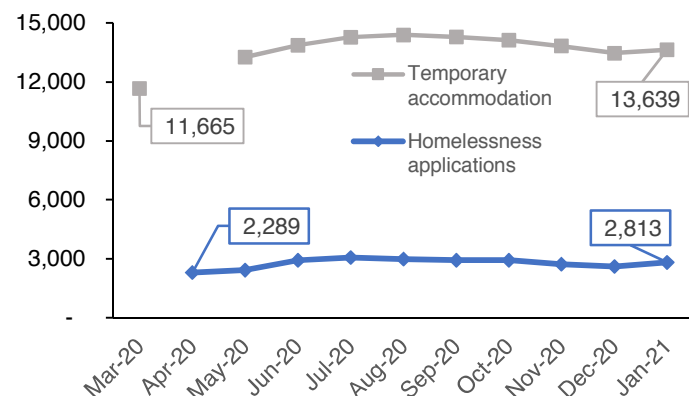 15,000
12,000
9,000
6,000
3,000
-
Temporary
accommodation
13,639
11,665
Homelessness
applications
2,289
2,813
Mar-20
Apr-20
May-20
Jun-20
Jul-20
Aug-20
Sep-20
Oct-20
Nov-20
Dec-20
Jan-21